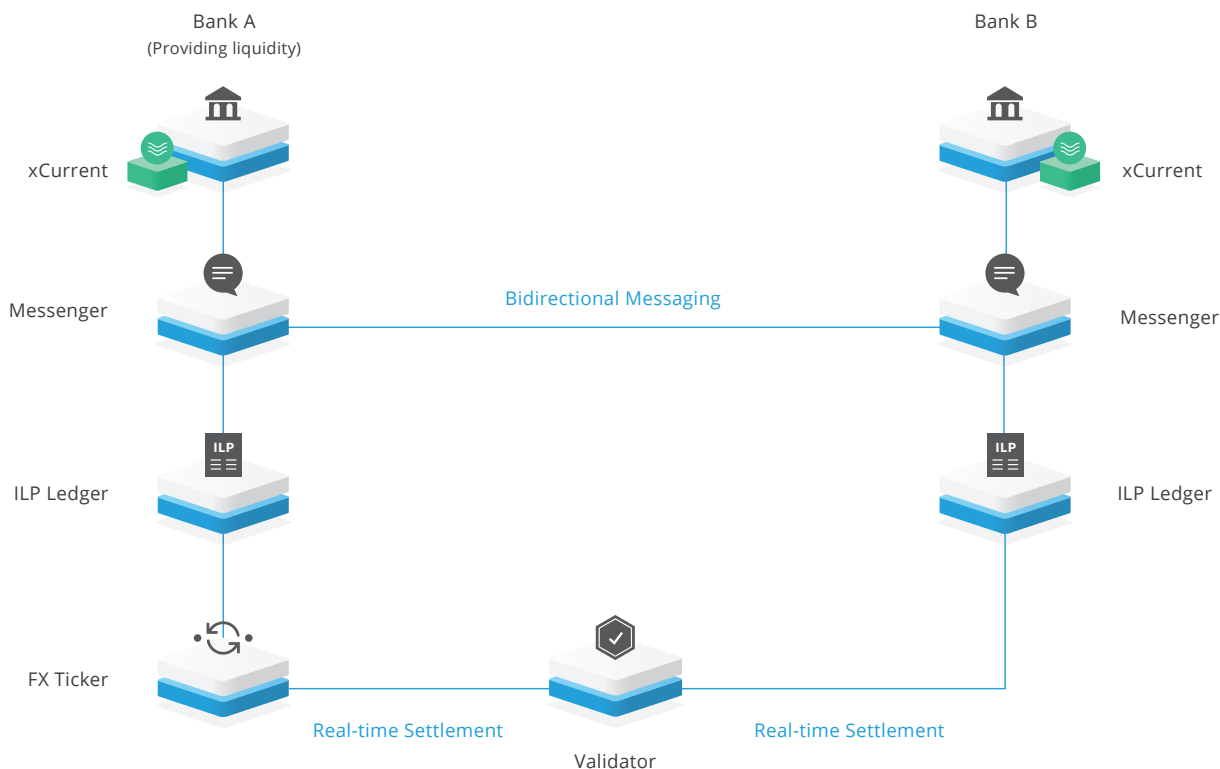 Bank A
(Providing liquidity)
Bank B
xCurrent
xCurrent
Messenger
Bidirectional Messaging
Messenger
ILP
ILP
ILP Ledger
ILP Ledger
FX Ticker
Real-time Settlement
Real-time Settlement
Validator